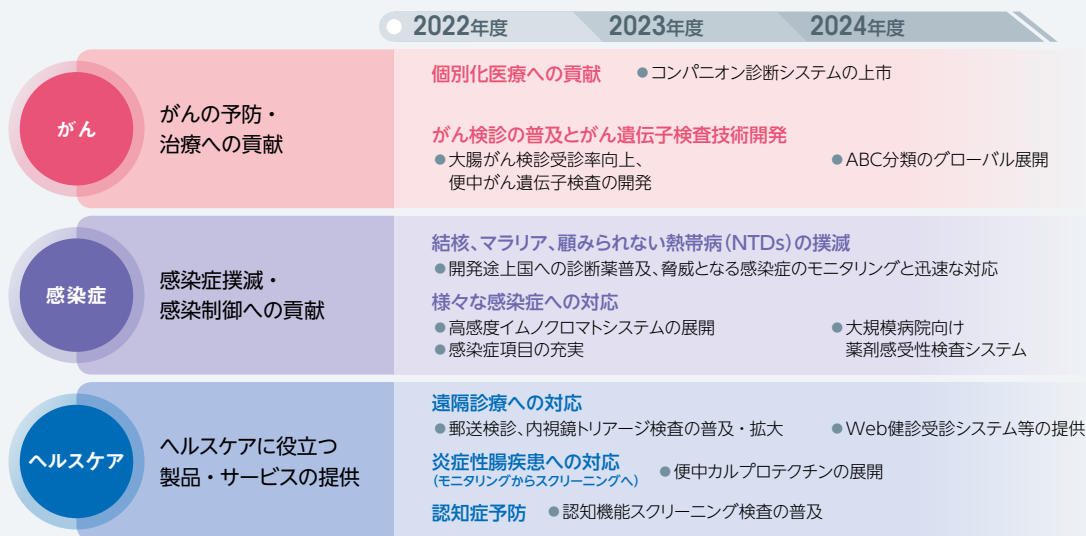 2022年度 2023年度 2024年度
がん
がんの予防・
治療への貢献
個別化医療への貢献 ●コンパニオン診断システムの上市
がん検診の普及とがん遺伝子検査技術開発
●大腸がん検診受診率向上、
便中がん遺伝子検査の開発
●ABC分類のグローバル展開
感染症
感染症撲滅・
感染制御への貢献
結核、マラリア、顧みられない熱帯病(NTDs)の撲滅
●開発途上国への診断薬普及、脅威となる感染症のモニタリングと迅速な対応
様々な感染症への対応
●高感度イムノクロマトシステムの展開
●感染症項目の充実
●大規模病院向け
薬剤感受性検査システム
ヘルスケア
ヘルスケアに役立つ
製品・サービスの提供
遠隔診療への対応
●郵送検診、内視鏡トリアージ検査の普及・拡大 ●Web健診受診システム等の提供
炎症性腸疾患への対応
(モニタリングからスクリーニングへ)
●便中カルプロテクチンの展開
認知症予防 ●認知機能スクリーニング検査の普及